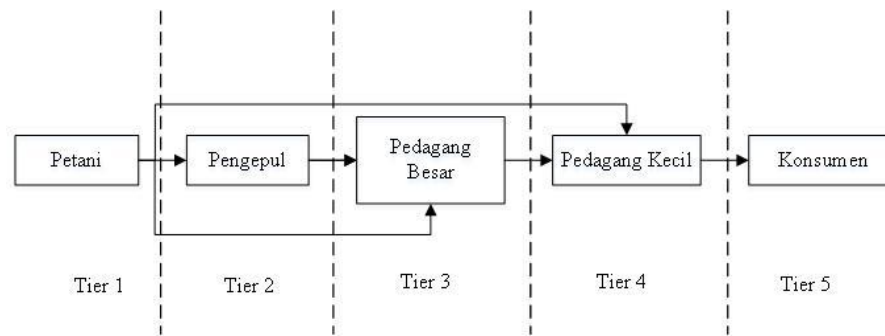 Petani
Pengepul
Pedagang
Besar
Pedagang Kecil
Konsumen
Tier 1
Tier 2
Tier 3
Tier 4
Tier 5